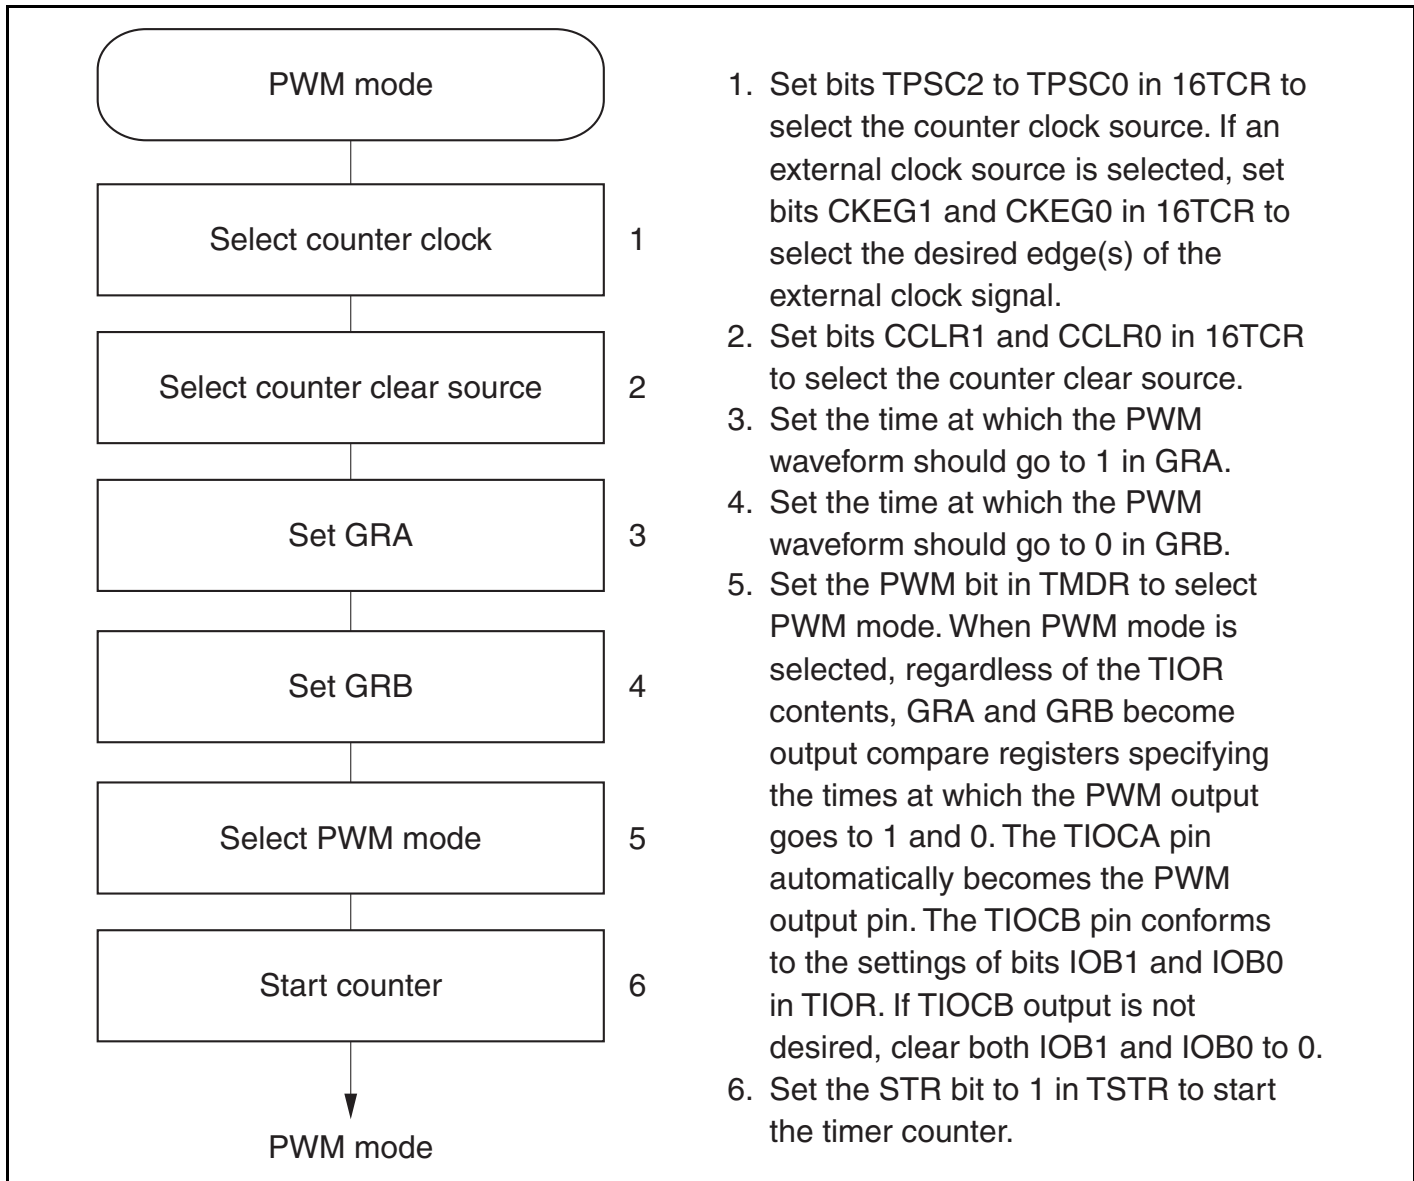 PWM mode
Select counter clock 1
Select counter clear source 2
Set GRA 3
Set GRB 4
Select PWM mode 5
Start counter 6
PWM mode
1. Set bits TPSC2 to TPSC0 in 16TCR to
select the counter clock source. If an
external clock source is selected, set
bits CKEG1 and CKEG0 in 16TCR to
select the desired edge(s) of the
external clock signal.
2. Set bits CCLR1 and CCLR0 in 16TCR
to select the counter clear source.
3. Set the time at which the PWM
waveform should go to 1 in GRA.
4. Set the time at which the PWM
waveform should go to 0 in GRB.
5. Set the PWM bit in TMDR to select
PWM mode. When PWM mode is
selected, regardless of the TIOR
contents, GRA and GRB become
output compare registers specifying
the times at which the PWM output
goes to 1 and 0. The TIOCA pin
automatically becomes the PWM
output pin. The TIOCB pin conforms
to the settings of bits IOB1 and IOB0
in TIOR. If TIOCB output is not
desired, clear both IOB1 and IOB0 to 0.
6. Set the STR bit to 1 in TSTR to start
the timer counter.